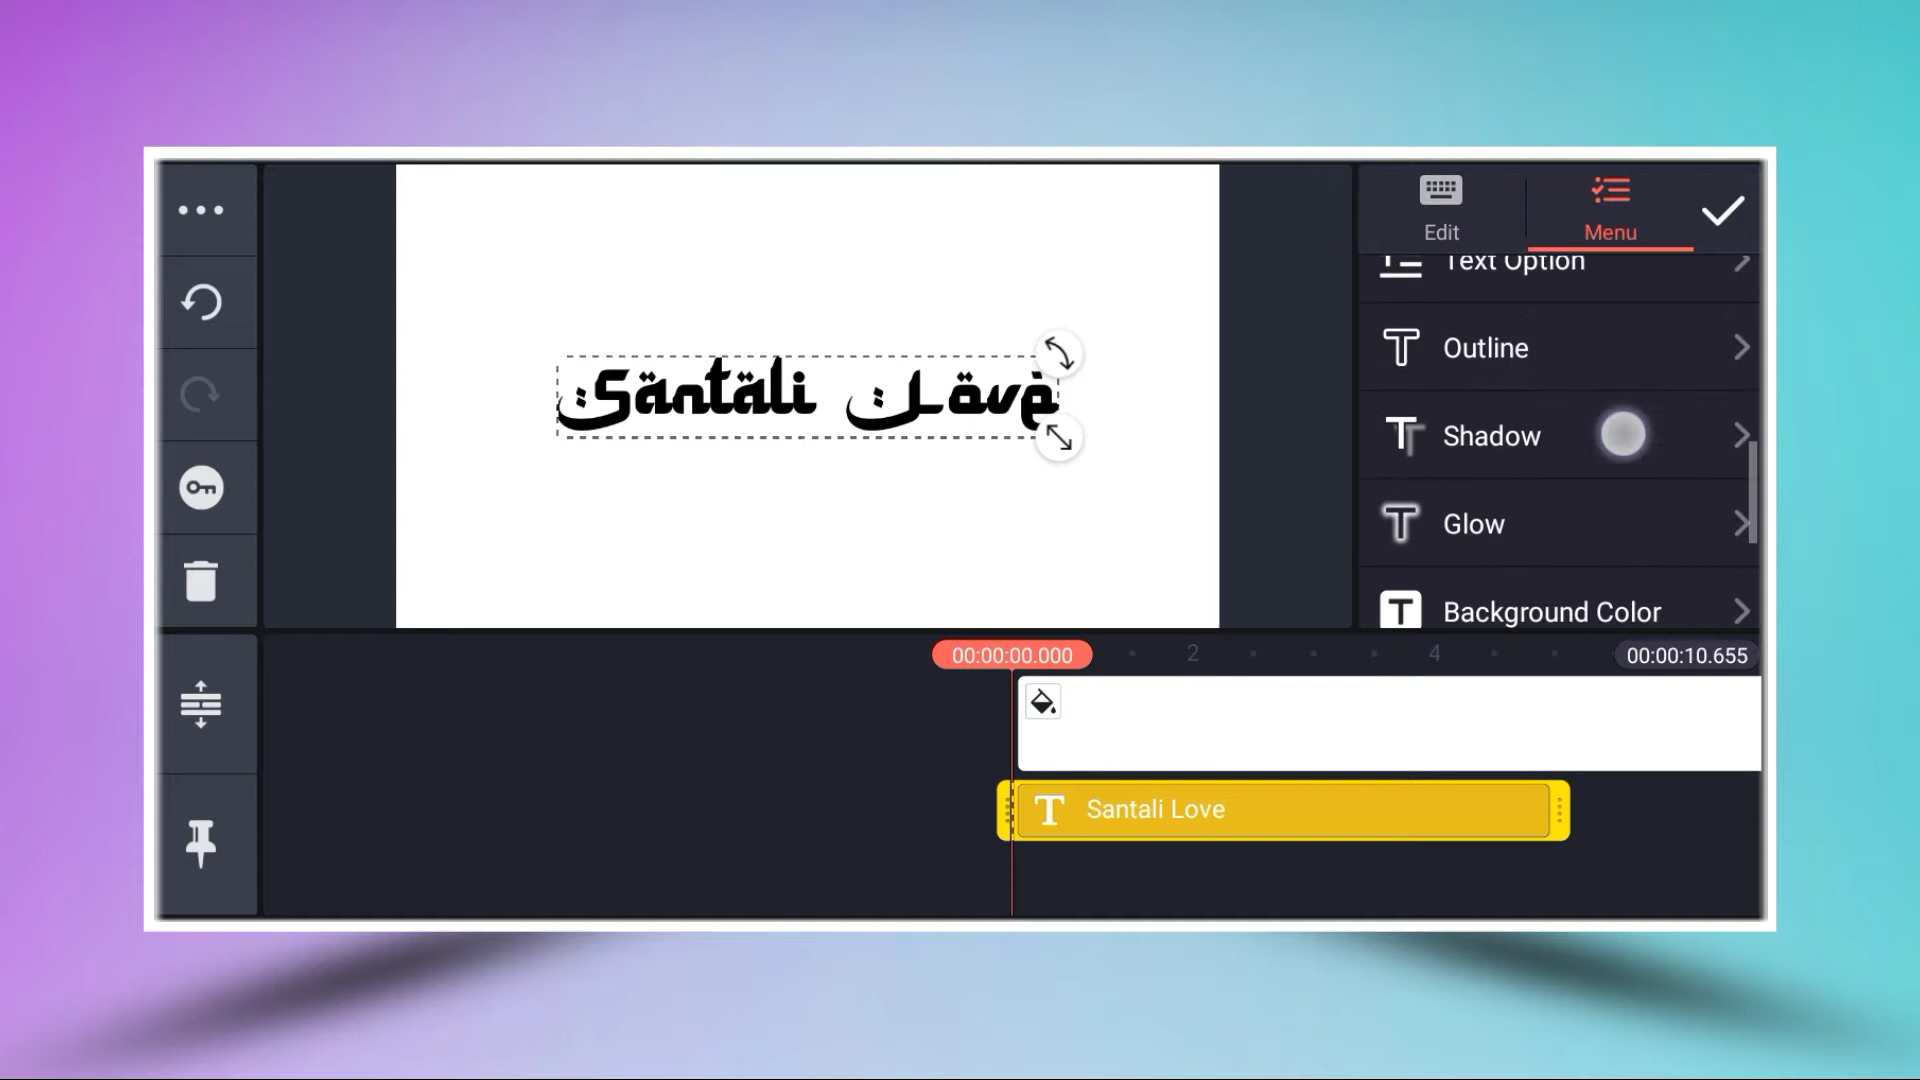 Edit
Menu
Text Option
Outline
Santali Love
Shadow
Glow
Background Color
00:00:00.000
2
4
00:00:10.655
Santali Love